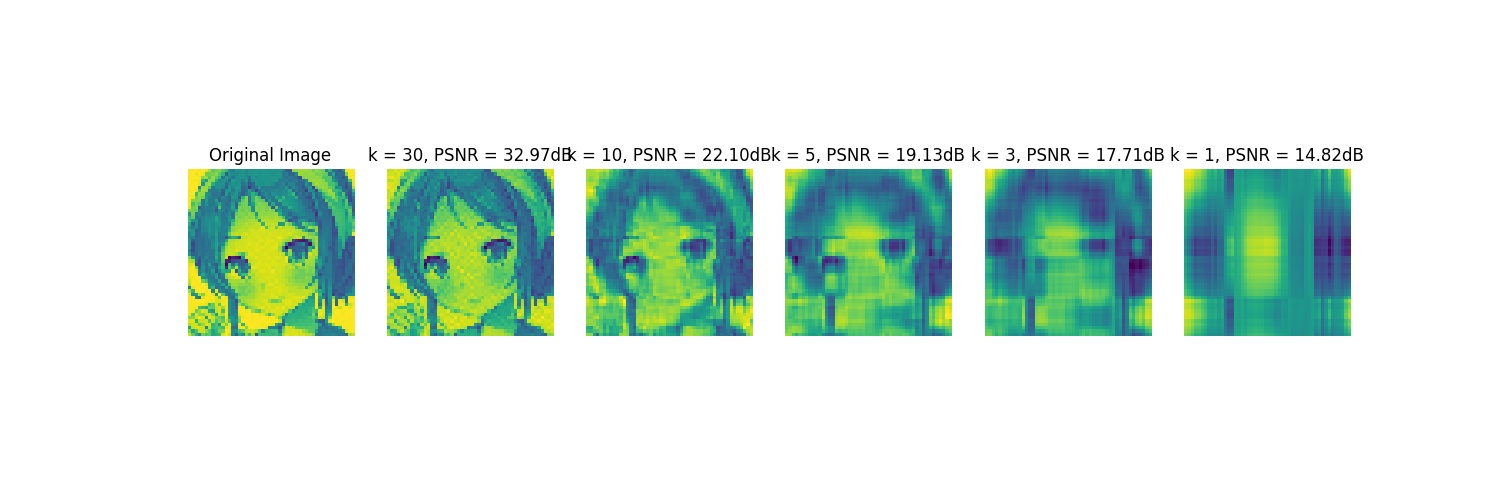 Original Image
k = 30, PSNR = 32.97dB
k = 10, PSNR = 22.10dB
k = 5, PSNR = 19.13dB
k = 3, PSNR = 17.71dB
k = 1, PSNR = 14.82dB